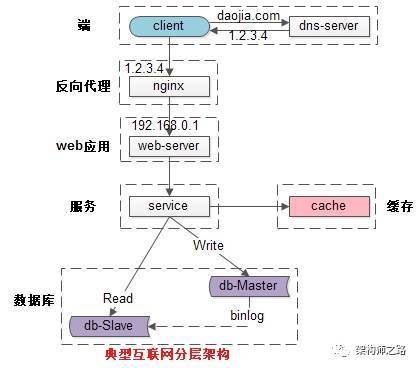 端
client
daojia.com
1.2.3.4
dns-server
1.2.3.4
反向代理
nginx
192.168.0.1
web应用
web-server
服务
service
cache
缓存
Write
数据库
Read
db-Master
binlog
db-Slave
典型互联网分层架构
架构师之路